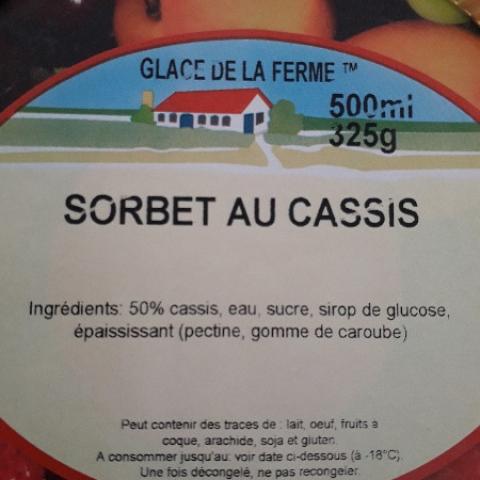 GLACE DE LA FERME ™
500ml
325g
SORBET AU CASSIS
Ingrédients: 50% cassis, eau, sucre, sirop de glucose,
épaississant (pectine, gomme de caroube)
Peut contenir des traces de : lait, oeuf, fruits à
coque, arachide, soja et gluten.
A consommer jusqu'au: voir date ci-dessous (à -18°C).
Une fois décongelé, ne pas recongeler.